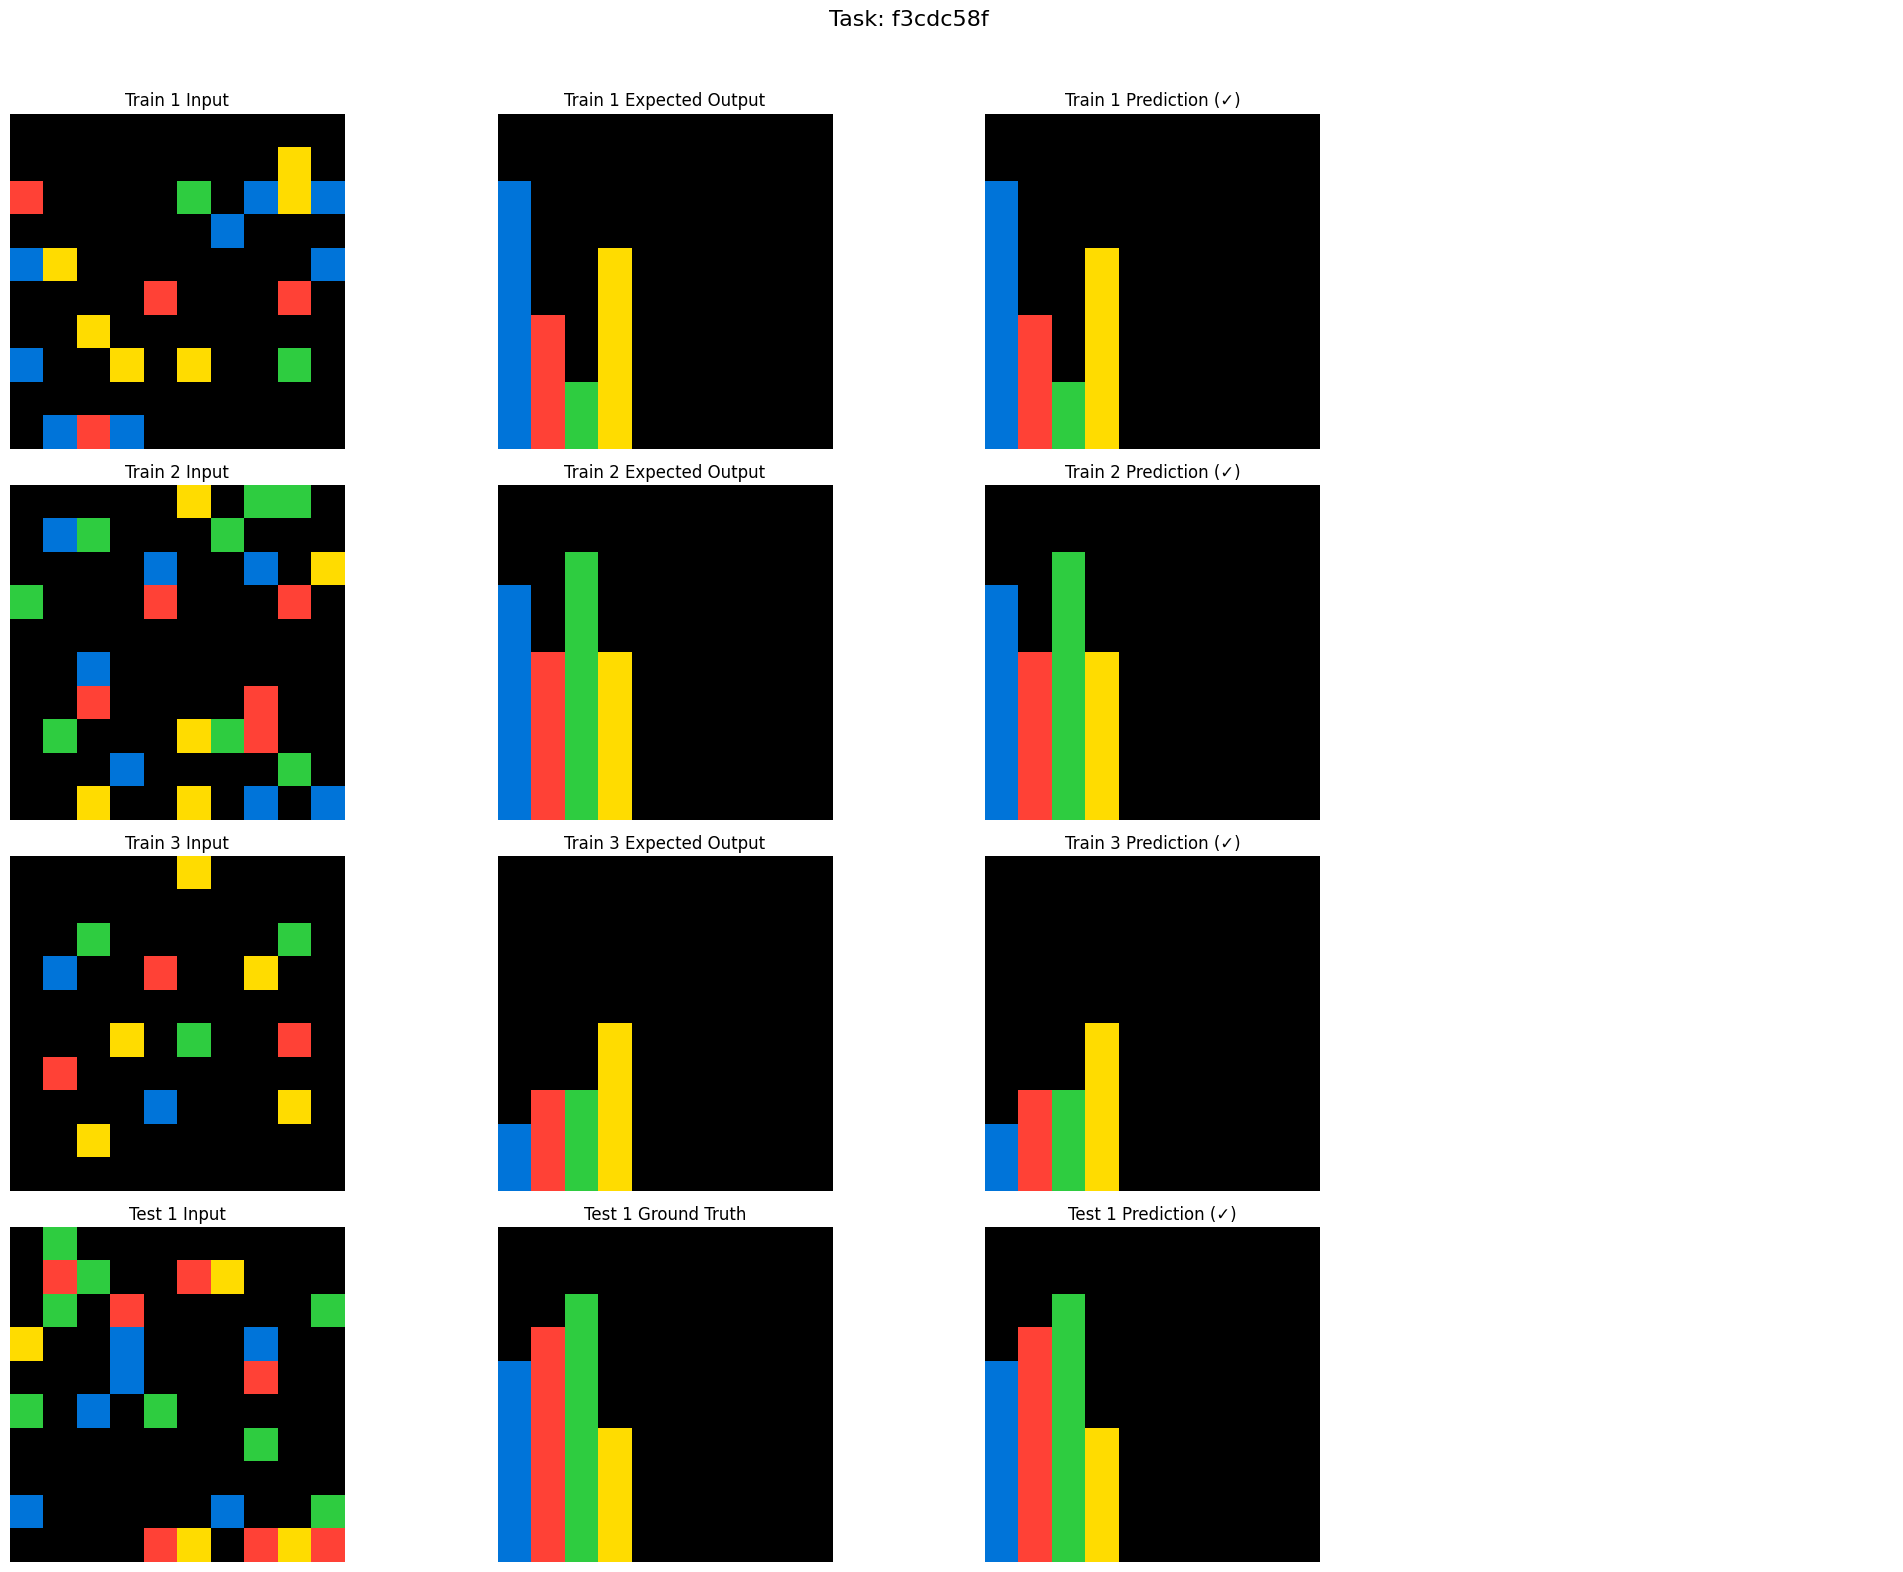 Task: f3cdc58f
Train 1 Input
Train 1 Expected Output
Train 1 Prediction (✓)
Train 2 Input
Train 2 Expected Output
Train 2 Prediction (✓)
Train 3 Input
Train 3 Expected Output
Train 3 Prediction (✓)
Test 1 Input
Test 1 Ground Truth
Test 1 Prediction (✓)